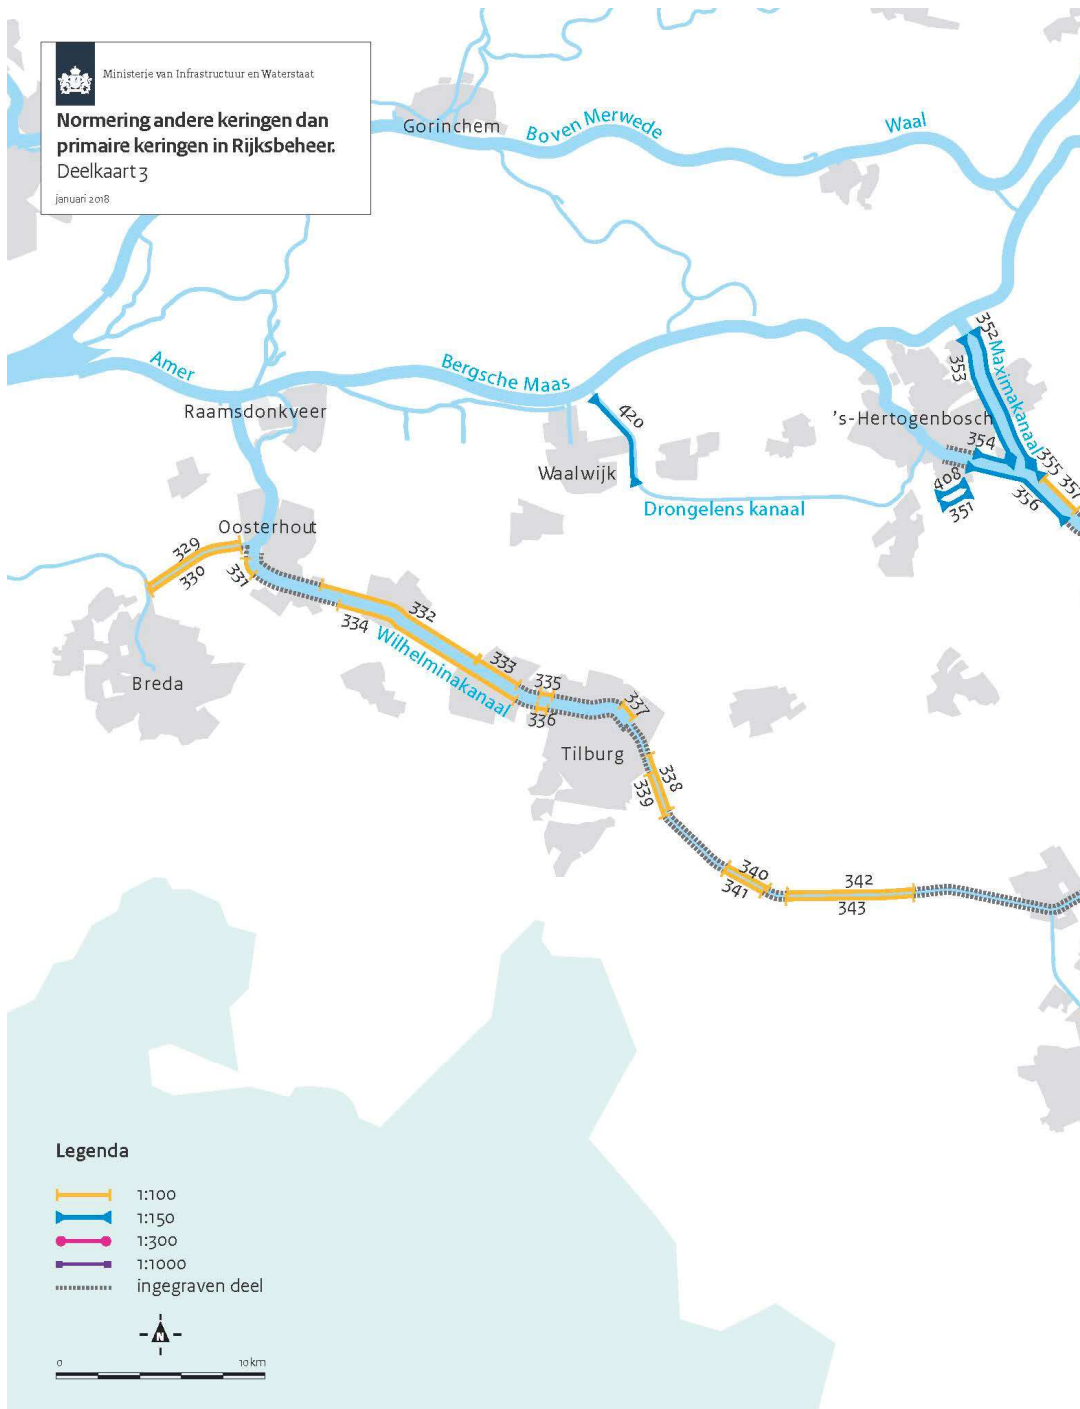 Ministerie van Infrastructuur en Waterstaat
Normering andere keringen dan
primaire keringen in Rijksbeheer.
Deelkaart 3
januari 2018
Gorinchem
Boven Merwede
Waal
Amer
Bergsche Maas
Raamsdonkveer
420
Waalwijk
Drongelens kanaal
352
353
Maximakanaal
's-Hertogenbosch
354
355
357
408
351
356
Oosterhout
329
330
331
332
334
333
Wilhelminakanaal
335
336
337
Breda
Tilburg
338
339
340
341
342
343
Legenda
1:100
1:150
1:300
1:1000
ingegraven deel
N
0 10 km